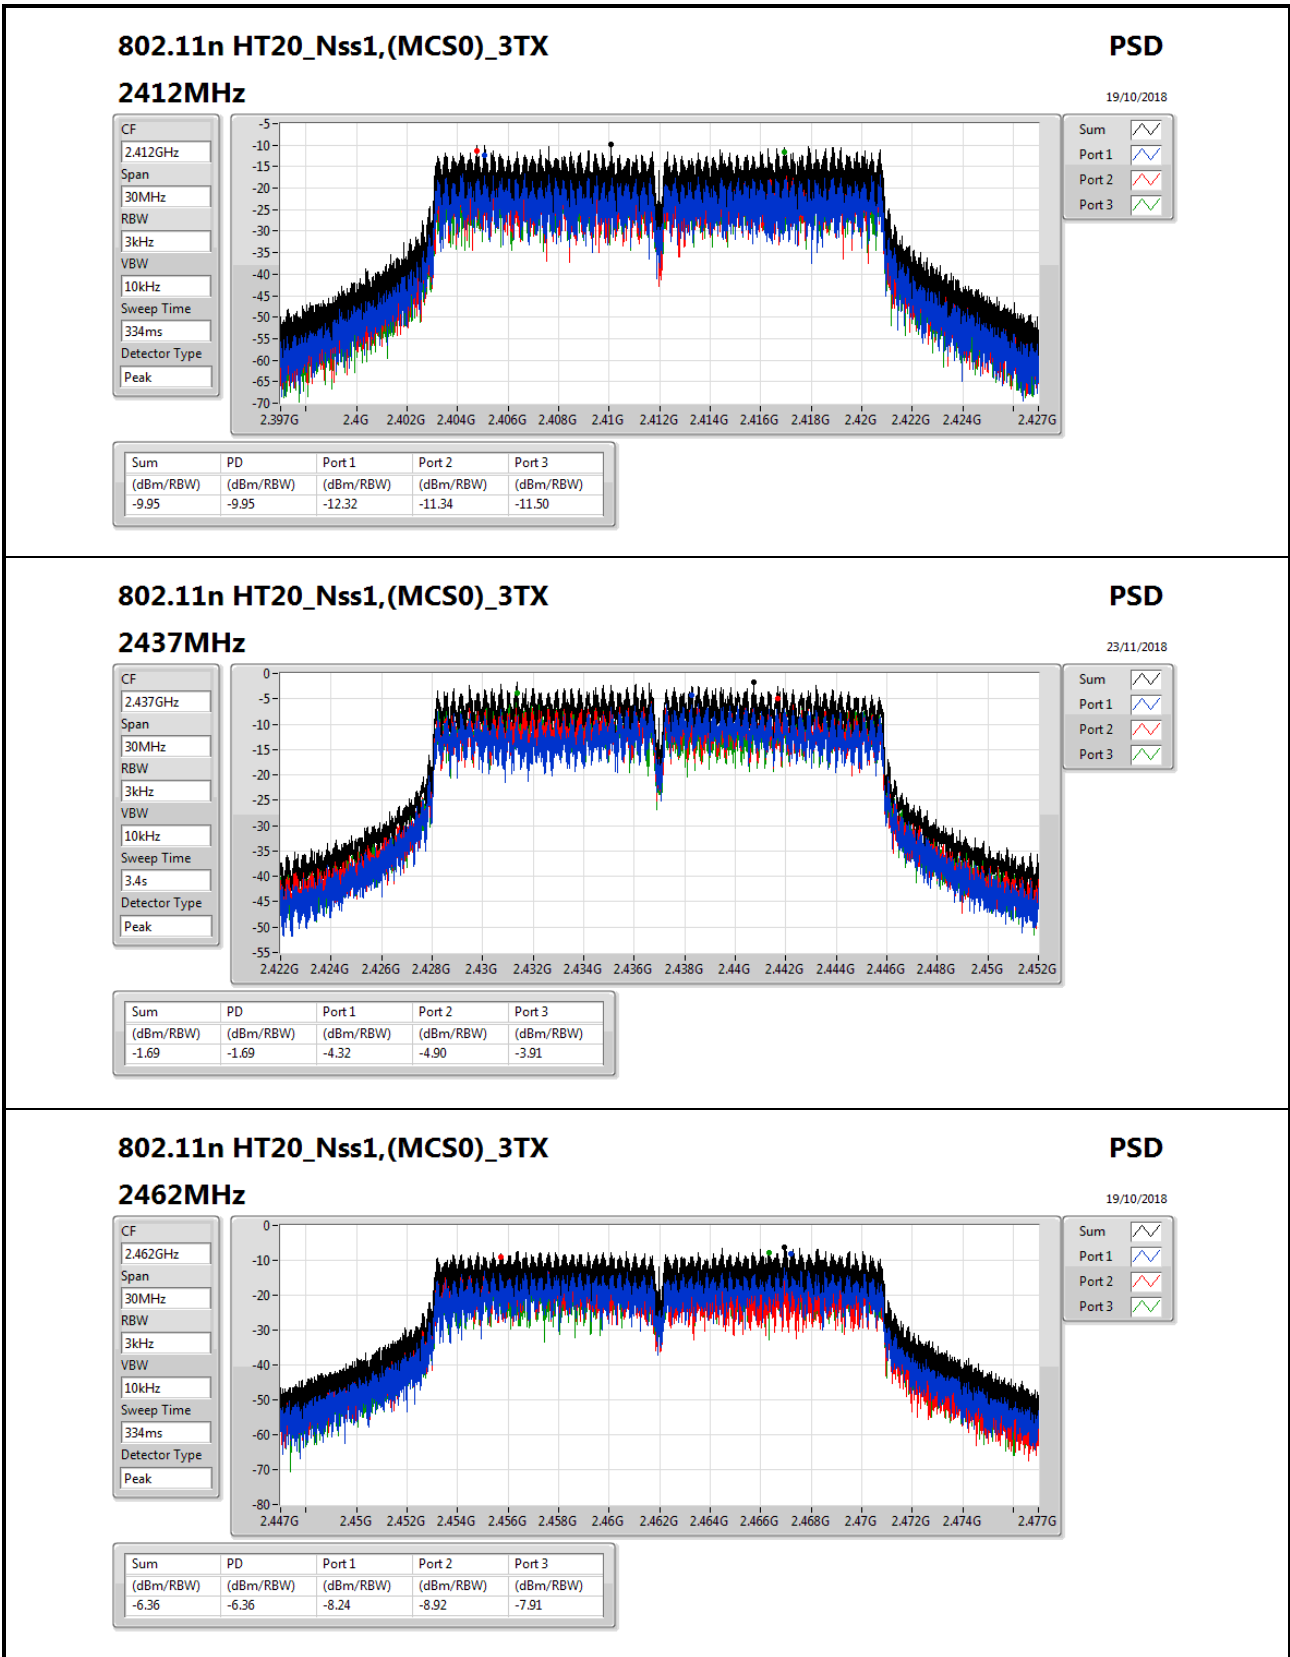 802.11n HT20_Nss1,(MCS0)_3TX PSD
2412MHz 19/10/2018
CF
2.412GHz
Span
30MHz
RBW
3kHz
VBW
10kHz
Sweep Time
334ms
Detector Type
Peak
-5
-10
-15
-20
-25
-30
-35
-40
-45
-50
-55
-60
-65
-70
2.397G 2.4G 2.402G 2.404G 2.406G 2.408G 2.41G 2.412G 2.414G 2.416G 2.418G 2.42G 2.422G 2.424G 2.427G
Sum
Port 1
Port 2
Port 3
Sum PD Port 1 Port 2 Port 3
(dBm/RBW) (dBm/RBW) (dBm/RBW) (dBm/RBW) (dBm/RBW)
-9.95 -9.95 -12.32 -11.34 -11.50
802.11n HT20_Nss1,(MCS0)_3TX PSD
2437MHz 23/11/2018
CF
2.437GHz
Span
30MHz
RBW
3kHz
VBW
10kHz
Sweep Time
3.4s
Detector Type
Peak
0
-5
-10
-15
-20
-25
-30
-35
-40
-45
-50
-55
2.422G 2.424G 2.426G 2.428G 2.43G 2.432G 2.434G 2.436G 2.438G 2.44G 2.442G 2.444G 2.446G 2.448G 2.45G 2.452G
Sum
Port 1
Port 2
Port 3
Sum PD Port 1 Port 2 Port 3
(dBm/RBW) (dBm/RBW) (dBm/RBW) (dBm/RBW) (dBm/RBW)
-1.69 -1.69 -4.32 -4.90 -3.91
802.11n HT20_Nss1,(MCS0)_3TX PSD
2462MHz 19/10/2018
CF
2.462GHz
Span
30MHz
RBW
3kHz
VBW
10kHz
Sweep Time
334ms
Detector Type
Peak
0
-10
-20
-30
-40
-50
-60
-70
-80
2.447G 2.45G 2.452G 2.454G 2.456G 2.458G 2.46G 2.462G 2.464G 2.466G 2.468G 2.47G 2.472G 2.474G 2.477G
Sum
Port 1
Port 2
Port 3
Sum PD Port 1 Port 2 Port 3
(dBm/RBW) (dBm/RBW) (dBm/RBW) (dBm/RBW) (dBm/RBW)
-6.36 -6.36 -8.24 -8.92 -7.91